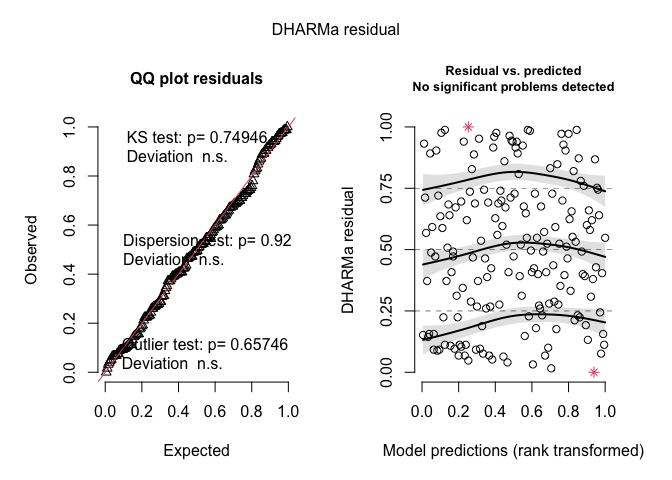 DHARMa residual
QQ plot residuals
KS test: p= 0.74946
Deviation n.s.
Dispersion test: p= 0.92
Deviation n.s.
Outlier test: p= 0.65746
Deviation n.s.
Observed
0.0 0.2 0.4 0.6 0.8 1.0
0.0 0.2 0.4 0.6 0.8 1.0
Expected
Residual vs. predicted
No significant problems detected
DHARMa residual
0.00 0.25 0.50 0.75 1.00
0.0 0.2 0.4 0.6 0.8 1.0
Model predictions (rank transformed)